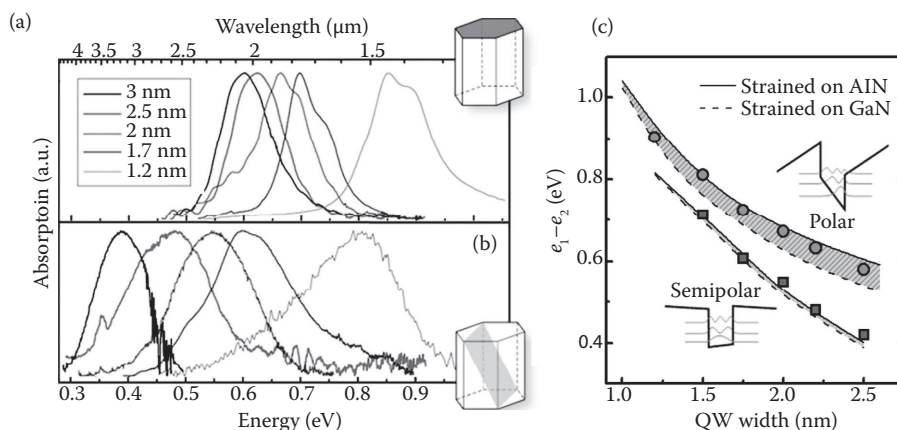 (a)
Wavelength (μm)
4 3.5 3 2.5 2 1.5
3 nm
2.5 nm
2 nm
1.7 nm
1.2 nm
Absorptoin (a.u.)
(b)
0.3 0.4 0.5 0.6 0.7 0.8 0.9
Energy (eV)
(c)
Strained on AlN
Strained on GaN
1.0
0.8
0.6
0.4
e₁–e₂ (eV)
Polar
Semipolar
1.0 1.5 2.0 2.5
QW width (nm)